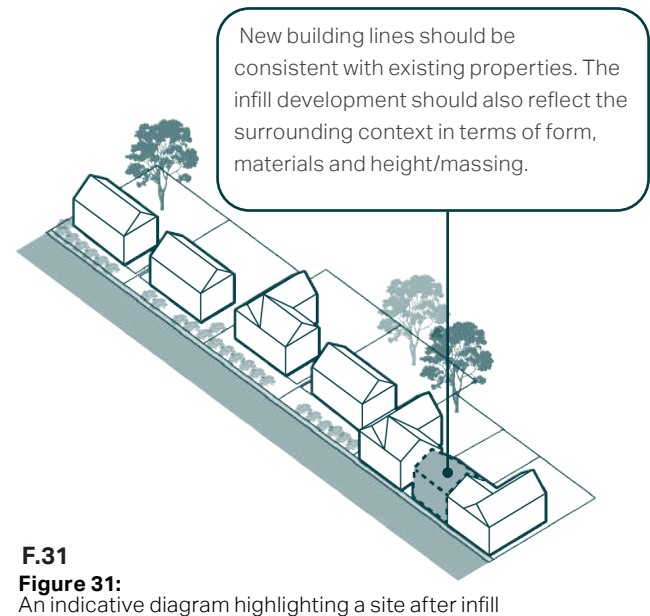 New building lines should be
consistent with existing properties. The
infill development should also reflect the
surrounding context in terms of form,
materials and height/massing.
F.31
Figure 31:
An indicative diagram highlighting a site after infill